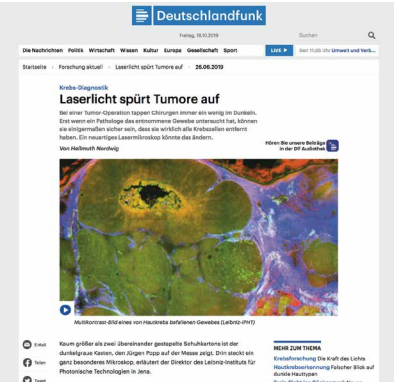 Deutschlandfunk
Freitag, 18.10.2019
Suchen
Die Nachrichten Politik Wirtschaft Wissen Kultur Europa Gesellschaft Sport
LIVE
Seit 11:35 Uhr Umwelt und Verb...
Startseite Forschung aktuell Laserlicht spürt Tumore auf 26.06.2019
Krebs-Diagnostik
Laserlicht spürt Tumore auf
Bei einer Tumor-Operation tappen Chirurgen immer ein wenig im Dunkeln.
Erst wenn ein Pathologe das entnommene Gewebe untersucht hat, können
sie einigermaßen sicher sein, dass sie wirklich alle Krebszellen entfernt
haben. Ein neuartiges Lasermikroskop könnte das ändern.
Von Hellmuth Nordwig
Hören Sie unsere Beiträge
in der Dlf Audiothek
Multikontrast-Bild eines von Hautkrebs befallenen Gewebes (Leibniz-IPHT)
E-Mail
Teilen
Tweet
Kaum größer als zwei übereinander gestapelte Schuhkartons ist der
dunkelgraue Kasten, den Jürgen Popp auf der Messe zeigt. Drin steckt ein
ganz besonderes Mikroskop, erläutert der Direktor des Leibniz-Instituts für
Photonische Technologien in Jena.
MEHR ZUM THEMA
Krebsforschung Die Kraft des Lichts
Hautkrebserkennung Falscher Blick auf
dunkle Hauttypen